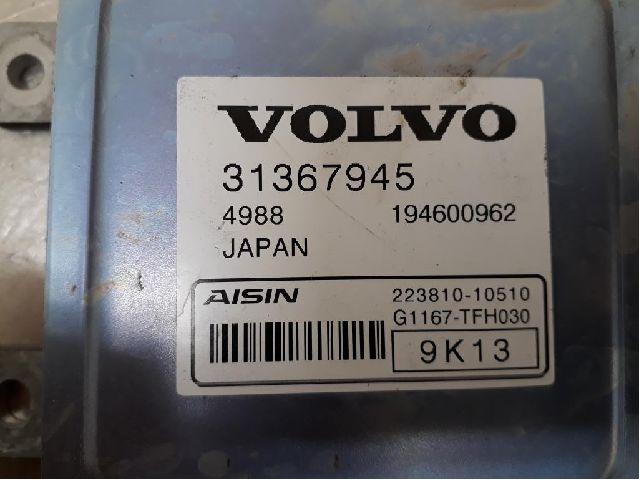 VOLVO
31367945
4988 194600962
JAPAN
AISIN 223810-10510
G1167-TFH030
9K13